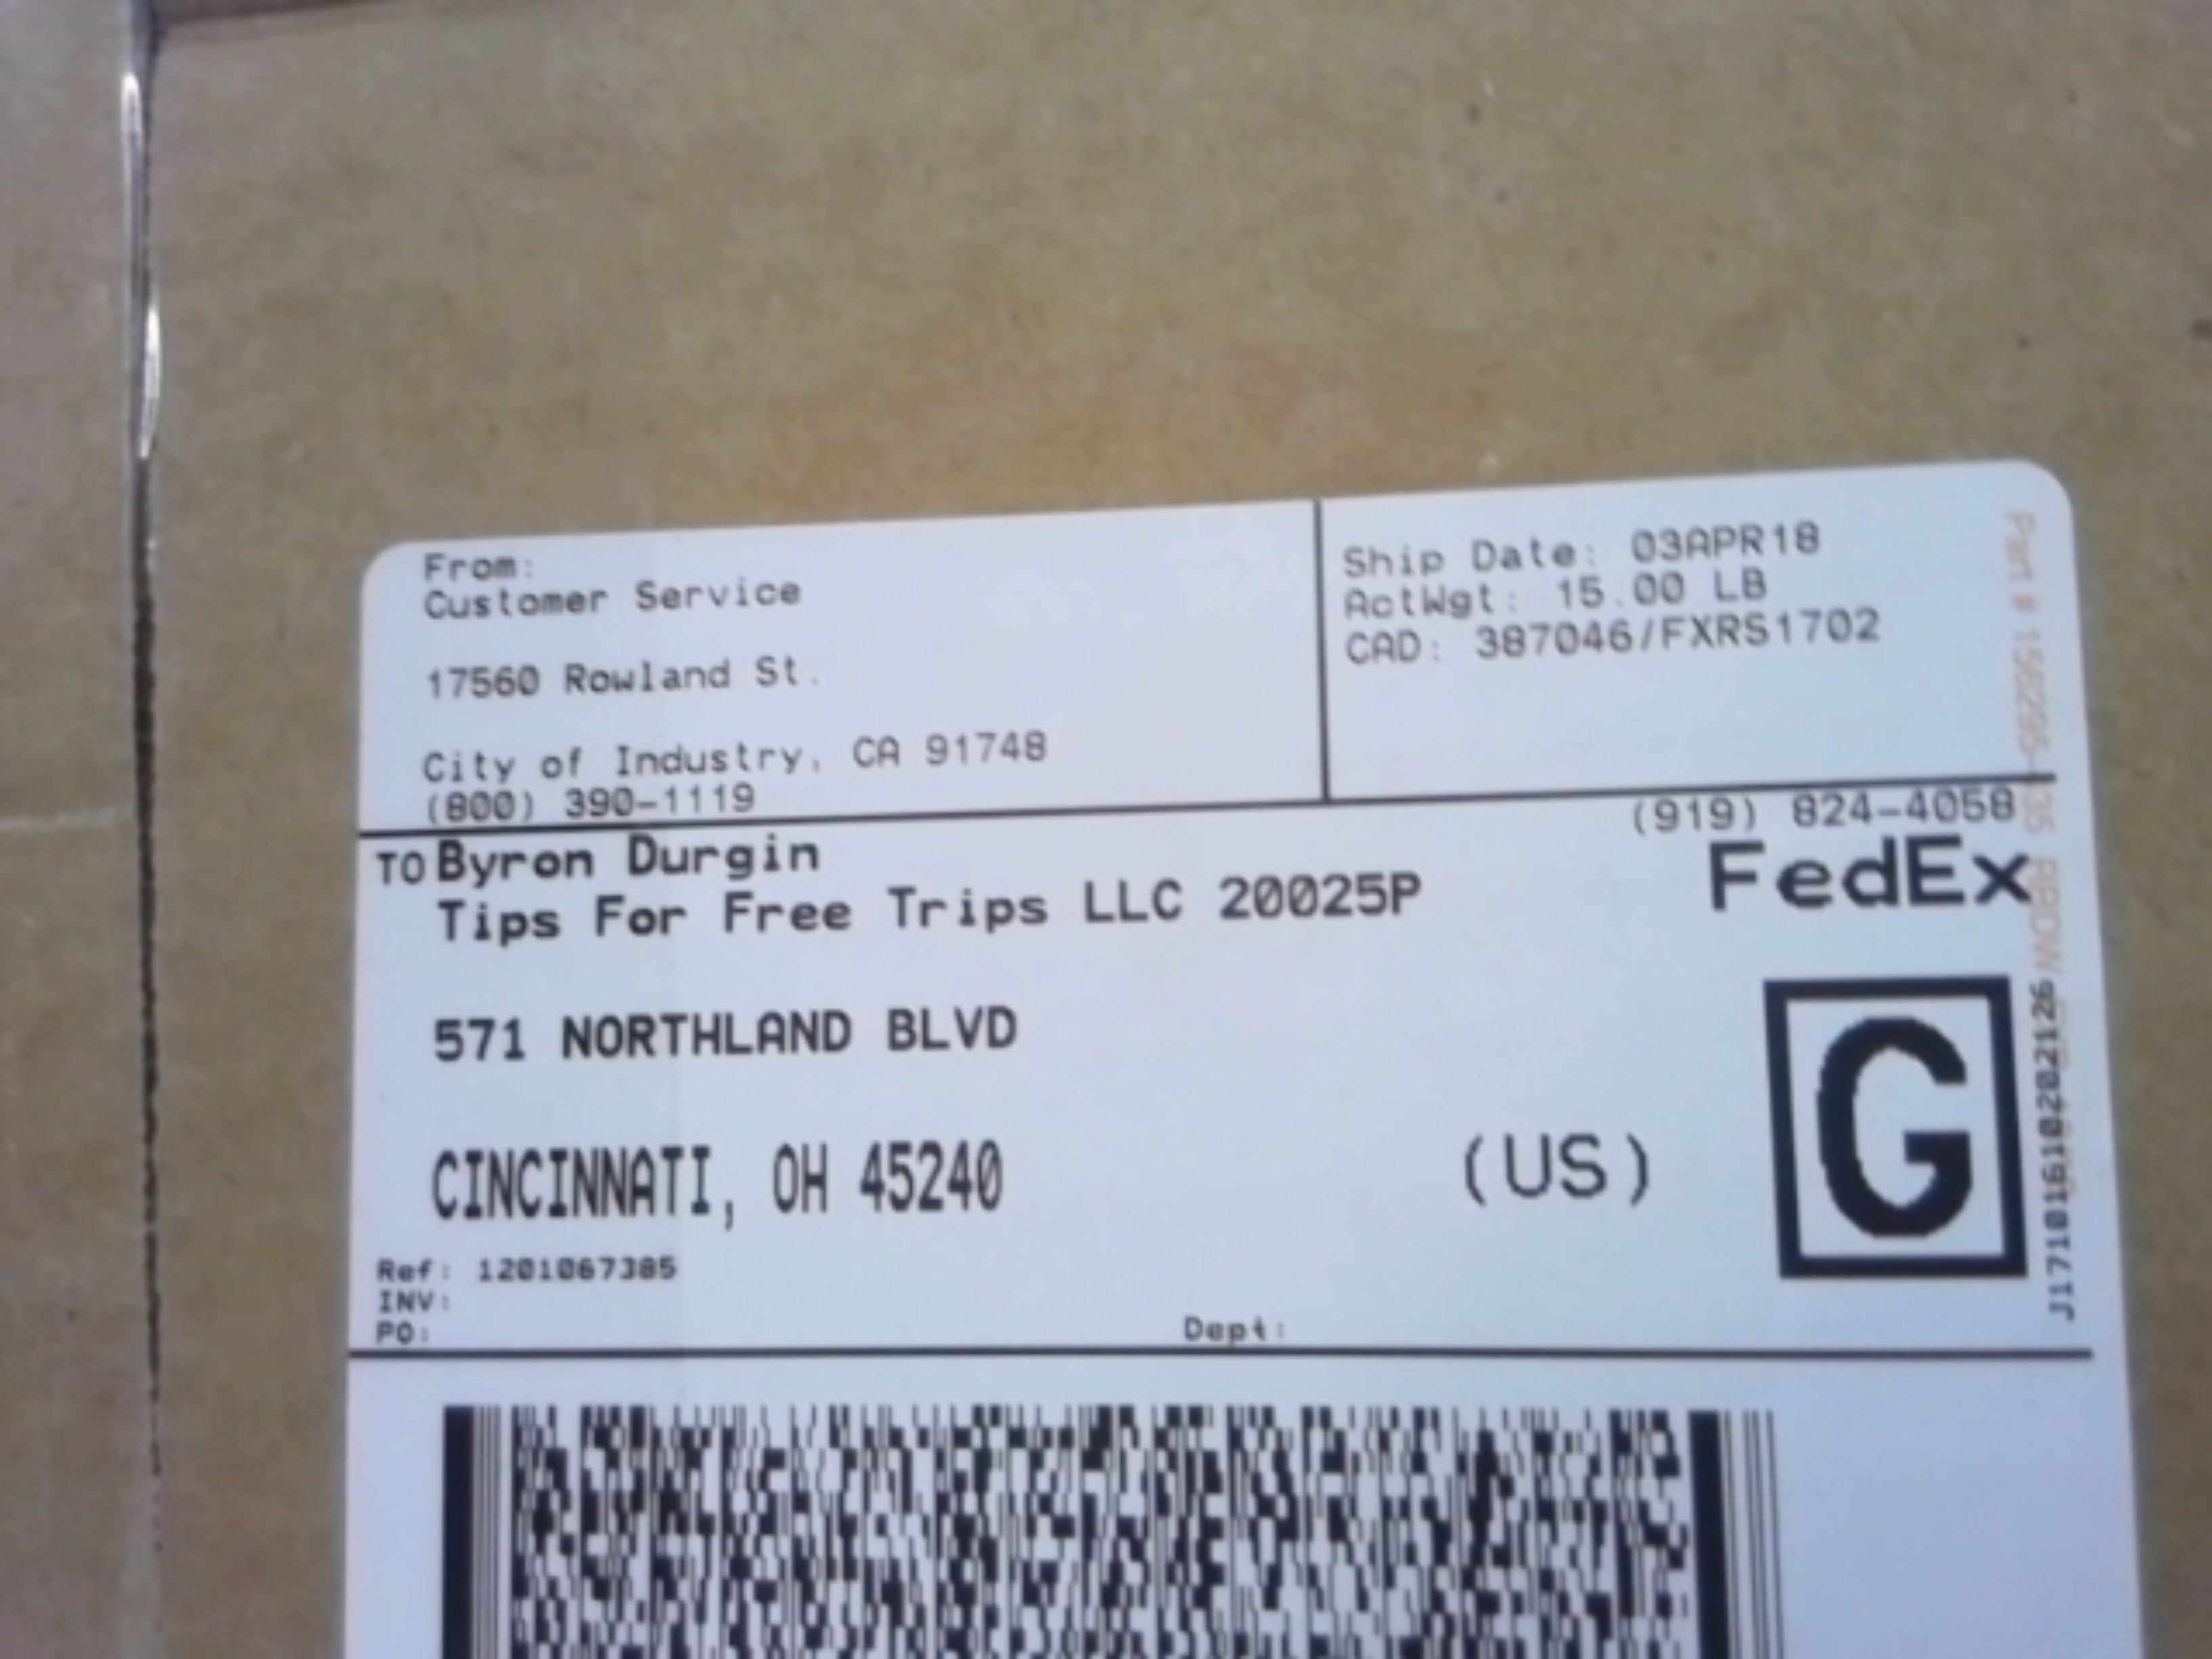 From:
Customer Service
17560 Rowland St.
City of Industry, CA 91748
(800) 390-1119
Ship Date: 03APR18
ActWgt: 15.00 LB
CAD: 387046/FXRS1702
(919) 824-4058
TO Byron Durgin
Tips For Free Trips LLC 20025P
FedEx
571 NORTHLAND BLVD
G
CINCINNATI, OH 45240
(US)
Ref: 1201067385
INV:
PO:
Dept:
Part #